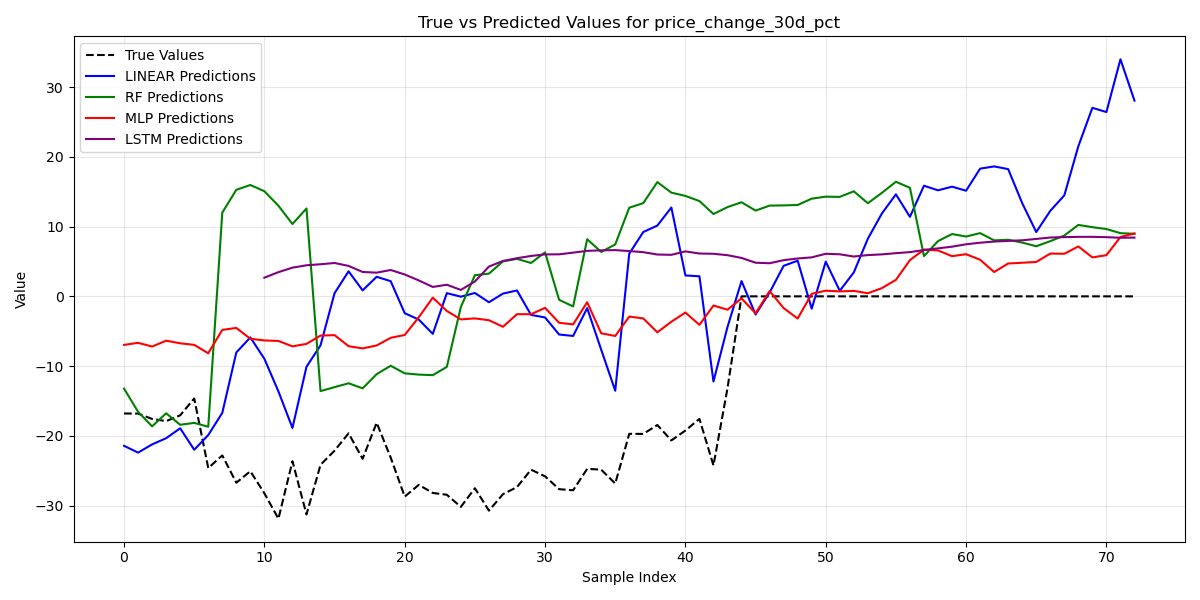 True vs Predicted Values for price_change_30d_pct
True Values
LINEAR Predictions
RF Predictions
MLP Predictions
LSTM Predictions
Value
30
20
10
0
−10
−20
−30
0 10 20 30 40 50 60 70
Sample Index